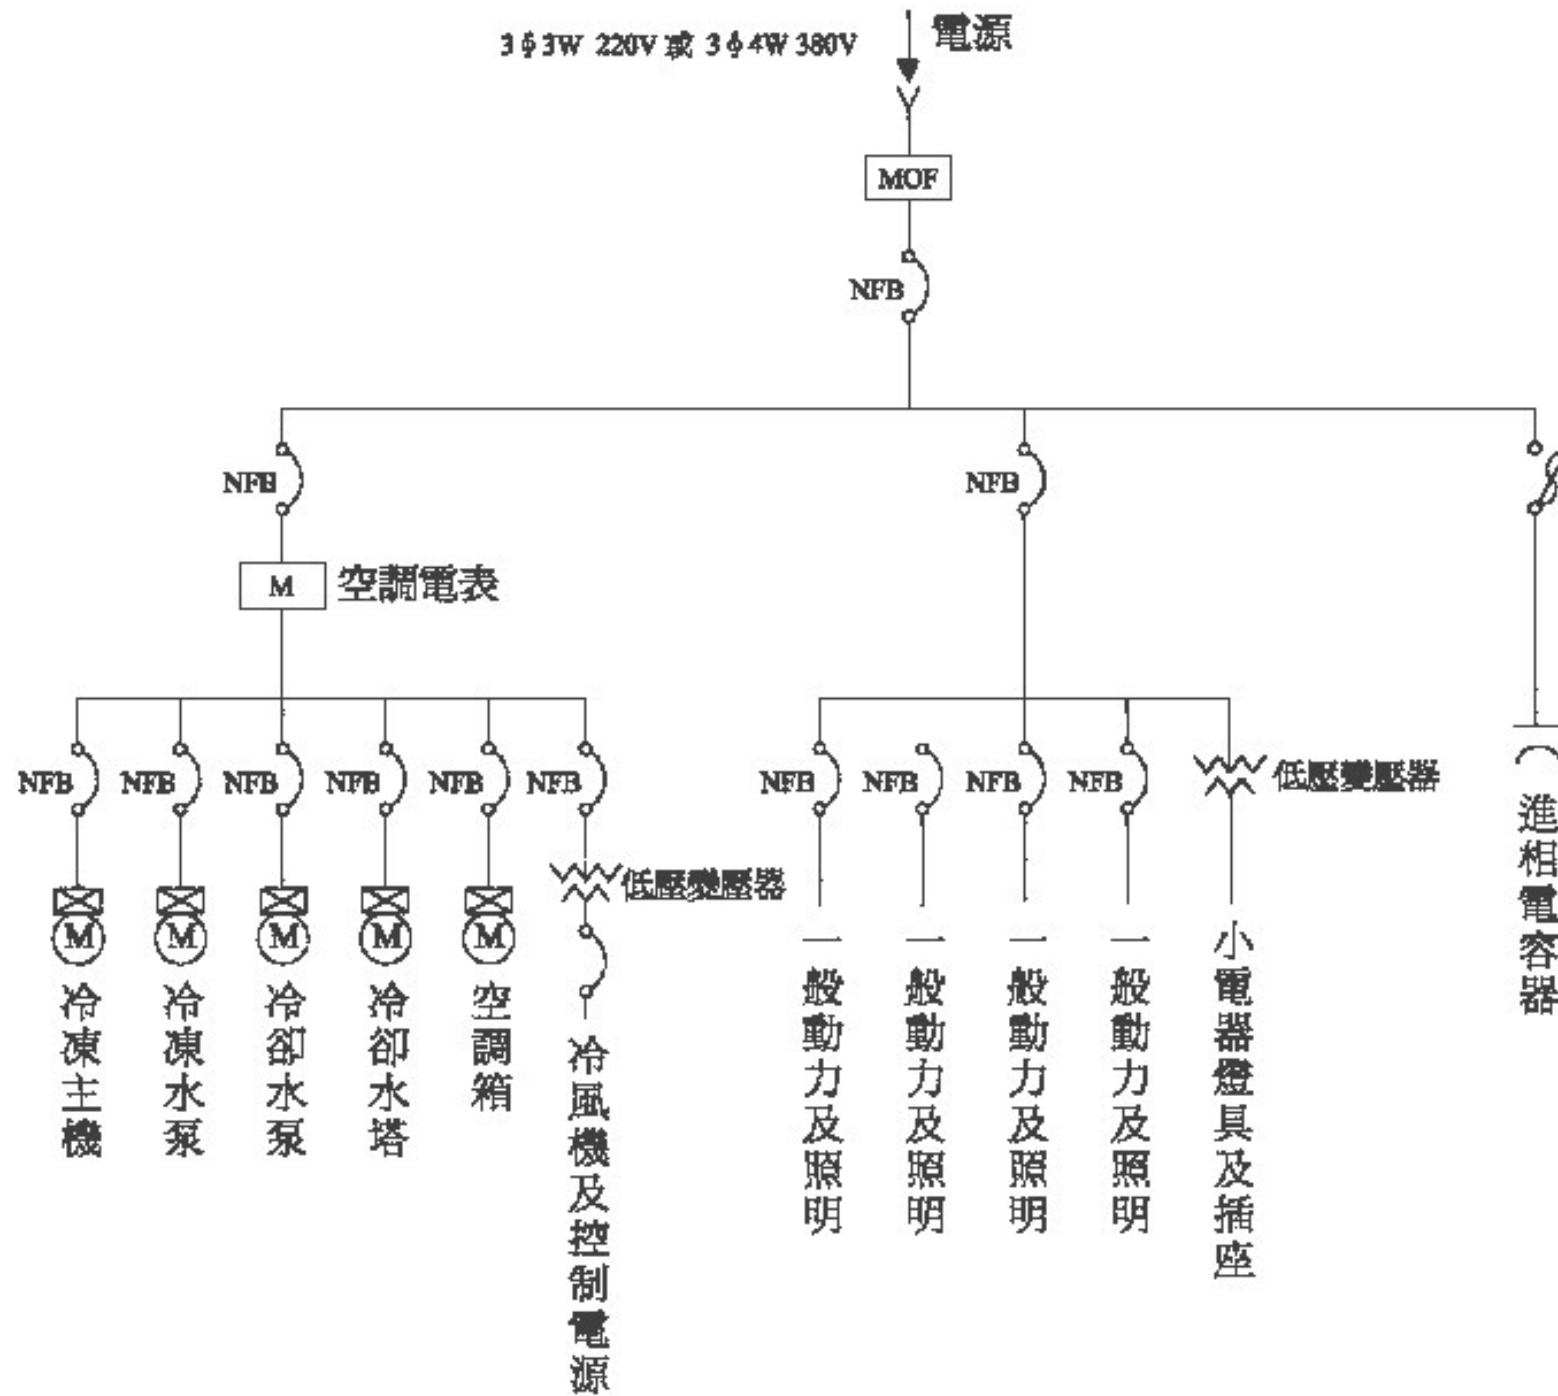 3φ3W 220V 或 3φ4W 380V
電源
MOF
NFB
NFB
NFB
M
空調電表
NFB
NFB
NFB
NFB
NFB
NFB
NFB
NFB
NFB
NFB
低壓變壓器
低壓變壓器
M
M
M
M
M
冷凍主機
冷凍水泵
冷卻水泵
冷卻水塔
空調箱
冷風機及控制電源
一般動力及照明
一般動力及照明
一般動力及照明
一般動力及照明
小電器燈具及插座
進相電容器